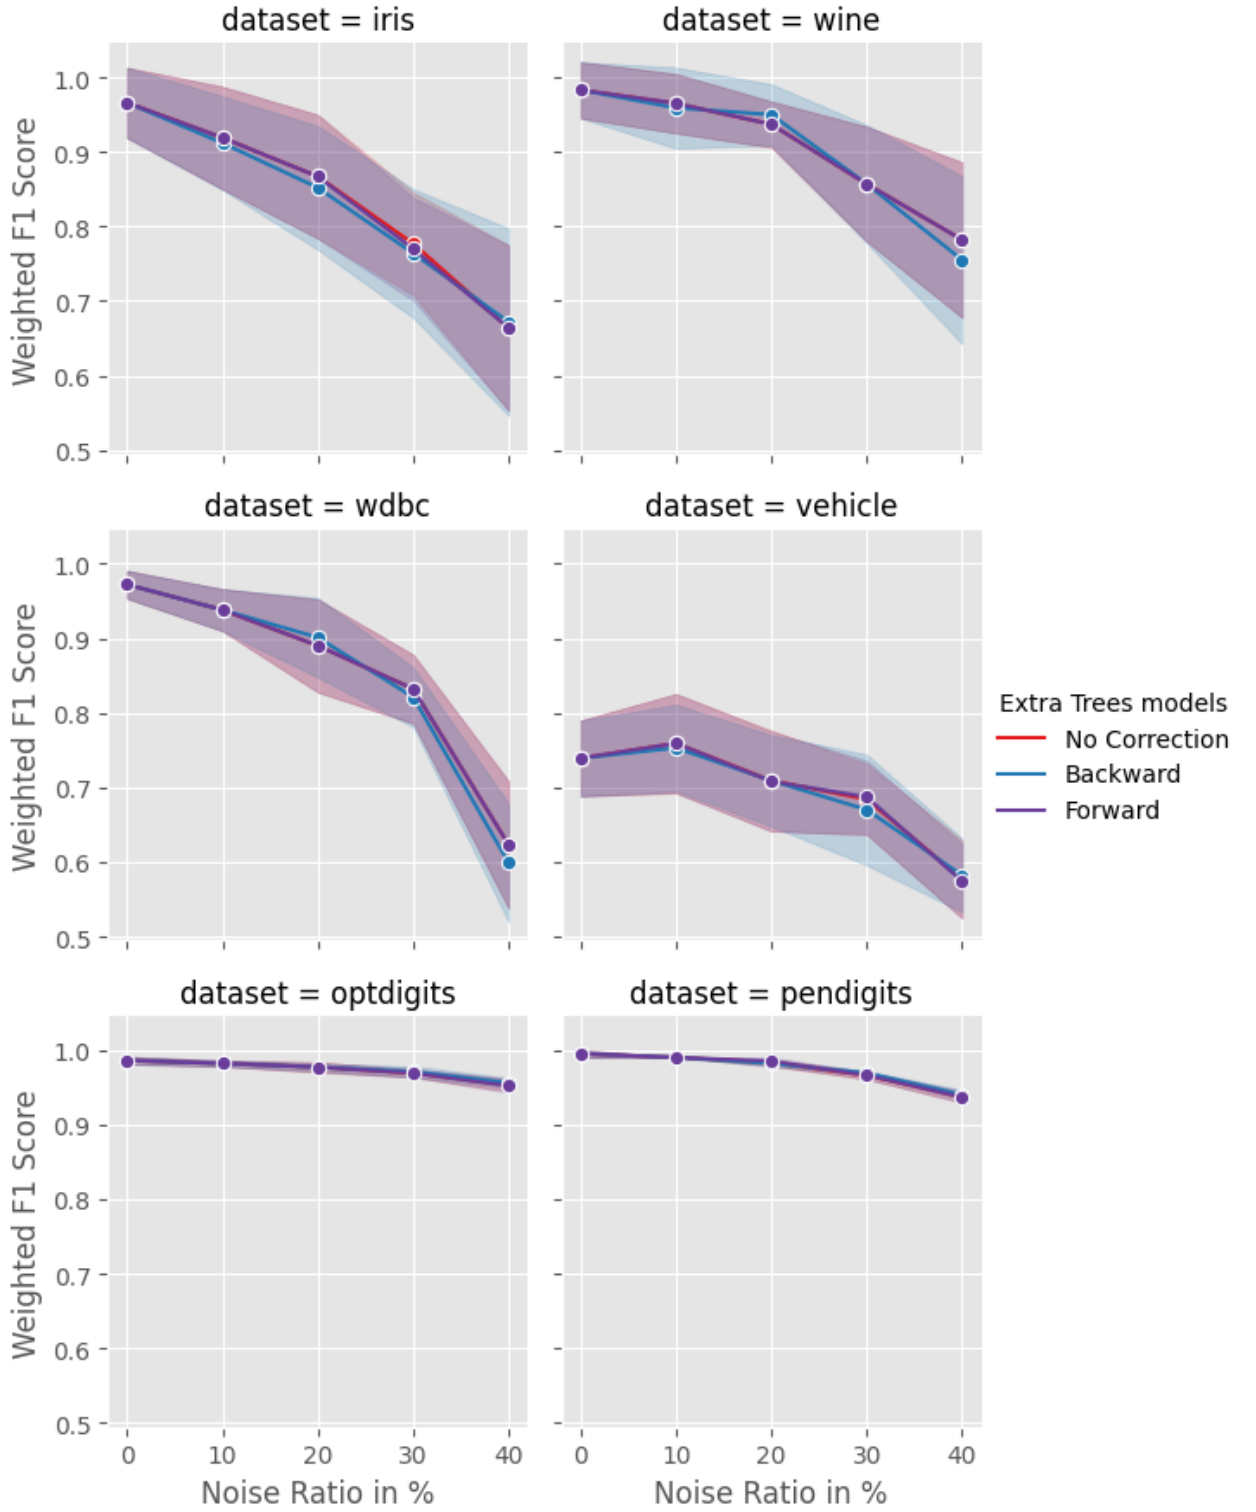 dataset = iris
dataset = wine
1.0
0.9
0.8
0.7
0.6
0.5
Weighted F1 Score
dataset = wdbc
dataset = vehicle
1.0
0.9
0.8
0.7
0.6
0.5
Weighted F1 Score
Extra Trees models
No Correction
Backward
Forward
dataset = optdigits
dataset = pendigits
1.0
0.9
0.8
0.7
0.6
0.5
Weighted F1 Score
0 10 20 30 40
0 10 20 30 40
Noise Ratio in %
Noise Ratio in %